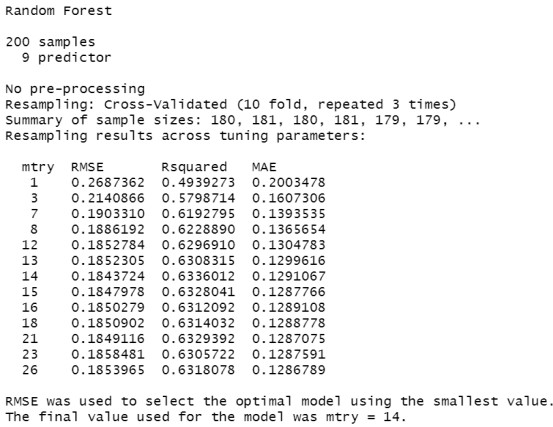 Random Forest
200 samples
9 predictor
No pre-processing
Resampling: Cross-Validated (10 fold, repeated 3 times)
Summary of sample sizes: 180, 181, 180, 181, 179, 179, ...
Resampling results across tuning parameters:
mtry RMSE Rsquared MAE
1 0.2687362 0.4939273 0.2003478
3 0.2140866 0.5798714 0.1607306
7 0.1903310 0.6192795 0.1393535
8 0.1886192 0.6228890 0.1365654
12 0.1852784 0.6296910 0.1304783
13 0.1852305 0.6308315 0.1299616
14 0.1843724 0.6336012 0.1291067
15 0.1847978 0.6328041 0.1287766
16 0.1850279 0.6312092 0.1289108
18 0.1850902 0.6314032 0.1288778
21 0.1849116 0.6329392 0.1287075
23 0.1858481 0.6305722 0.1287591
26 0.1853965 0.6318078 0.1286789
RMSE was used to select the optimal model using the smallest value.
The final value used for the model was mtry = 14.